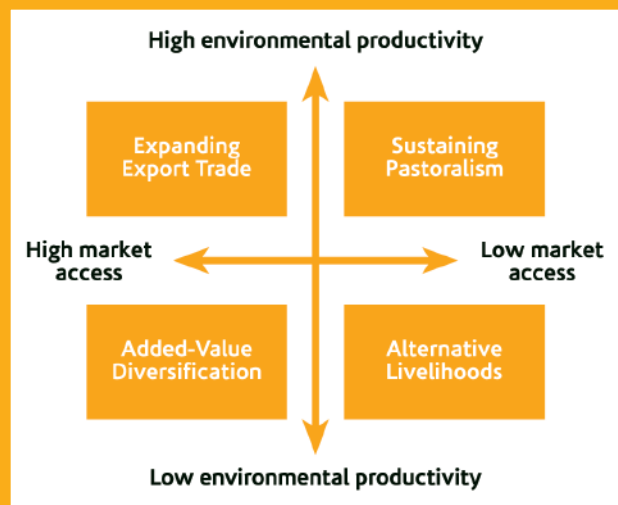 High environmental productivity
Expanding
Export Trade
Sustaining
Pastoralism
High market
access
Low market
access
Added-Value
Diversification
Alternative
Livelihoods
Low environmental productivity